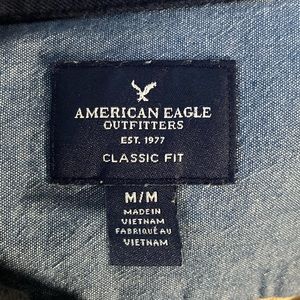 AMERICAN EAGLE
OUTFITTERS
EST. 1977
CLASSIC FIT
M/M
MADE IN
VIETNAM
FABRIQUÉ AU
VIETNAM